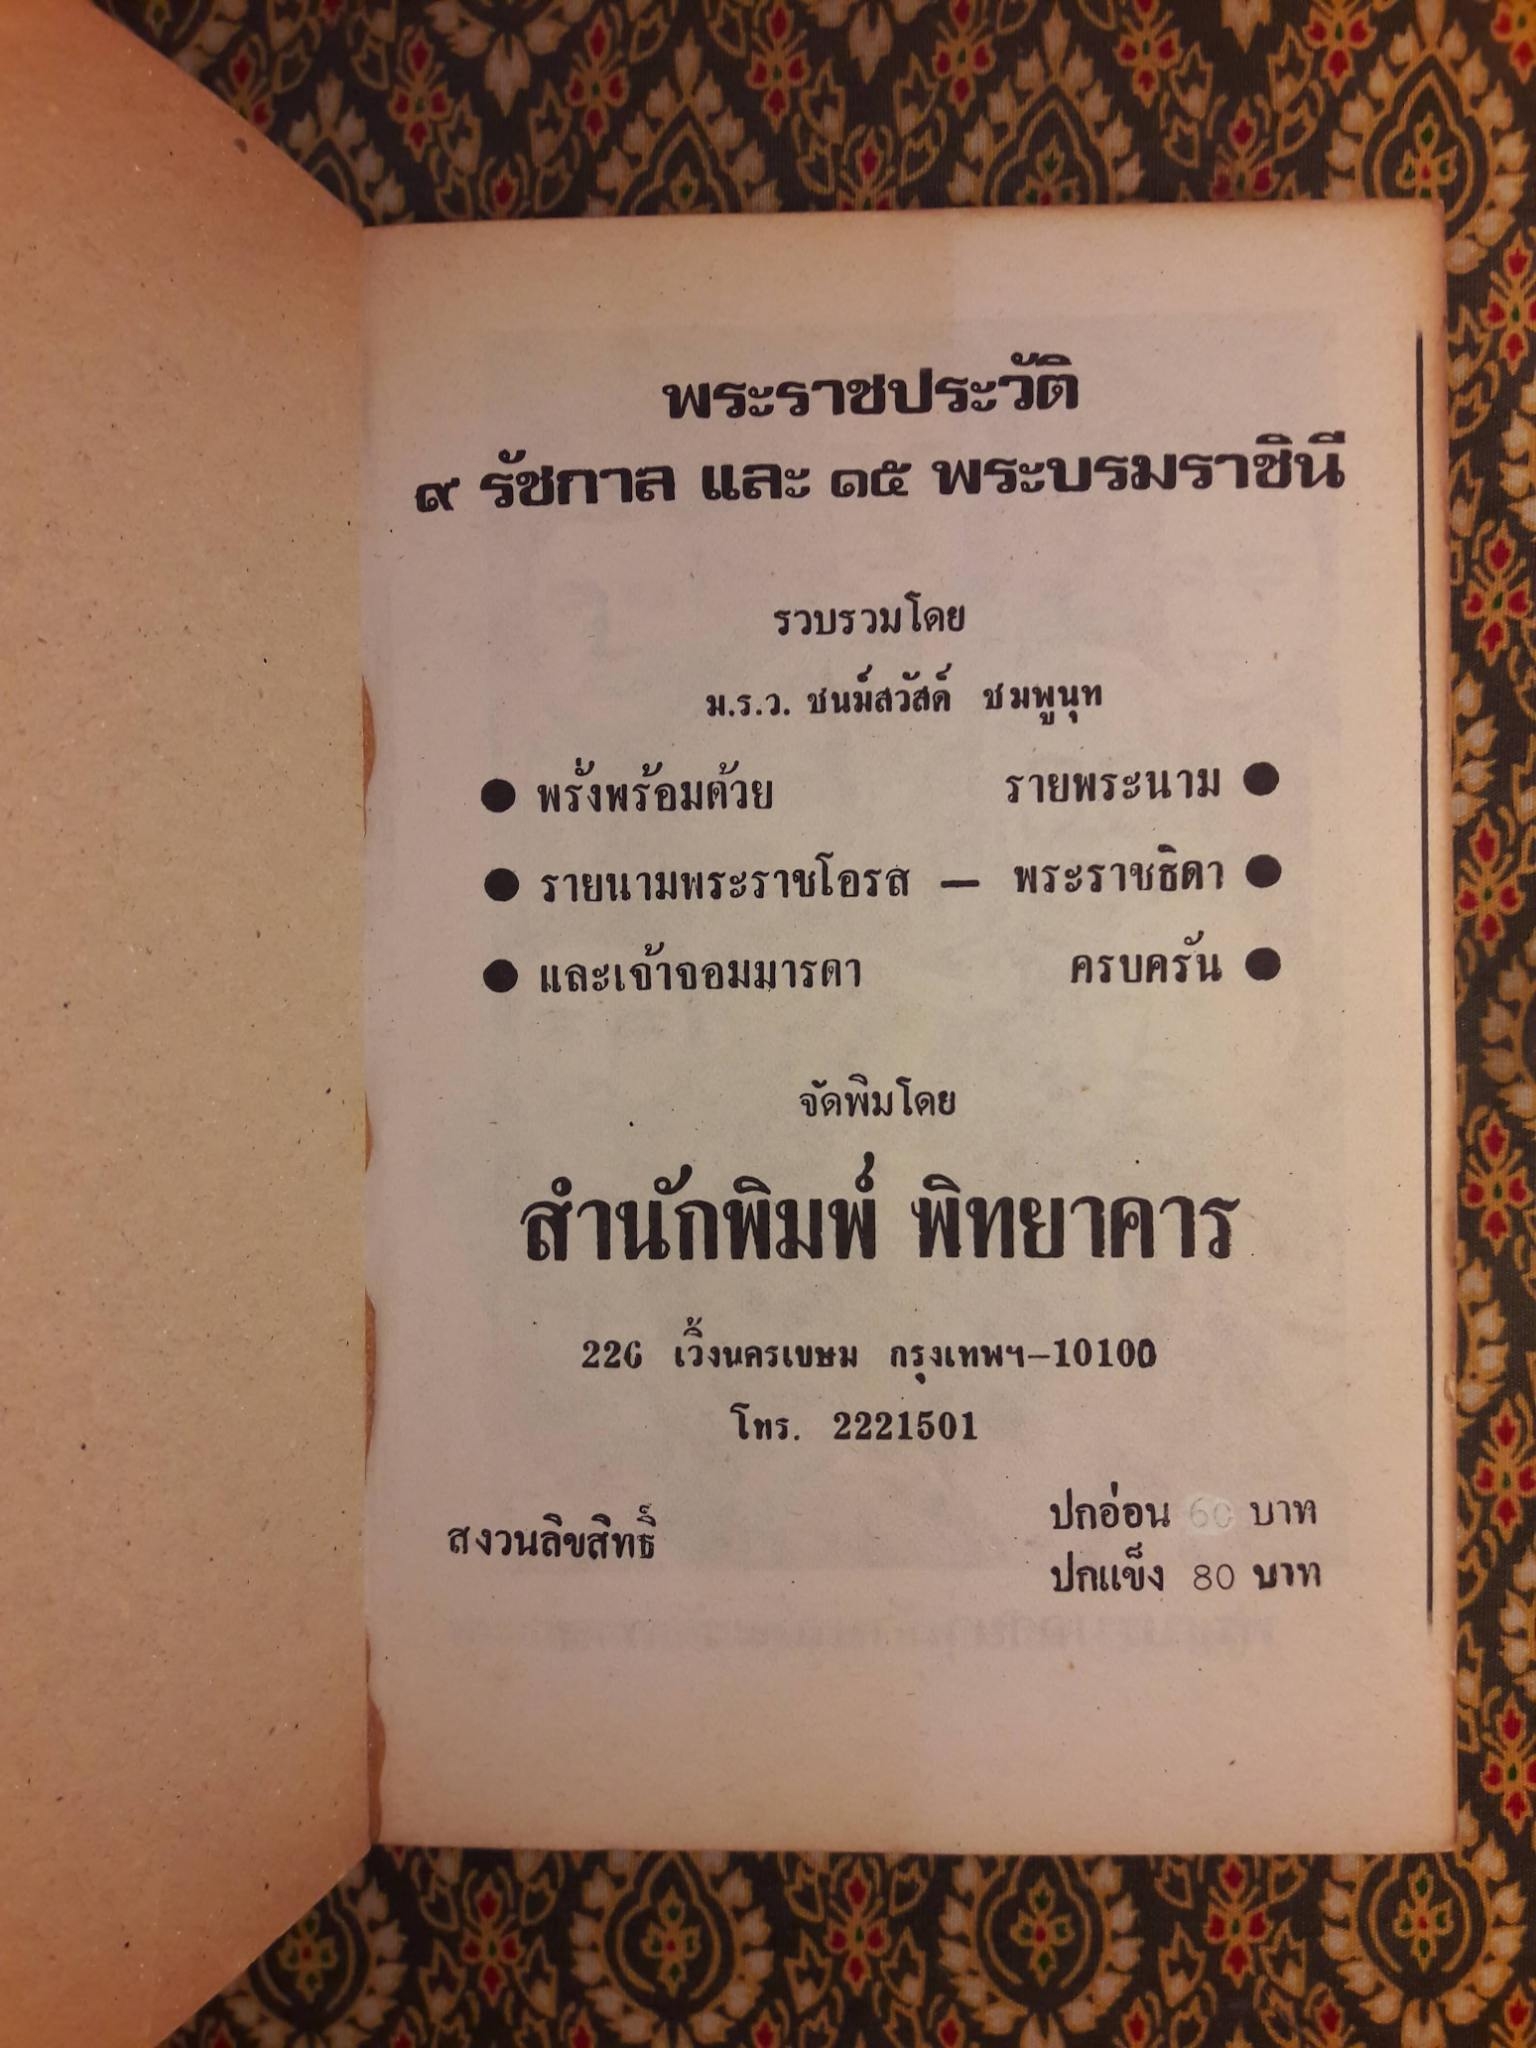 พระราชประวัติ
๙ รัชกาล และ ๑๕ พระบรมราชินี
รวบรวมโดย
ม.ร.ว. ชนม์สวัสดิ์ ชมพูนุท
● พรั่งพร้อมด้วย รายพระนาม ●
● รายนามพระราชโอรส — พระราชธิดา ●
● และเจ้าจอมมารดา ครบครัน ●
จัดพิมโดย
สำนักพิมพ์ พิทยาคาร
226 เวิ้งนครเขษม กรุงเทพฯ-10100
โทร. 2221501
สงวนลิขสิทธิ์
ปกอ่อน 60 บาท
ปกแข็ง 80 บาท